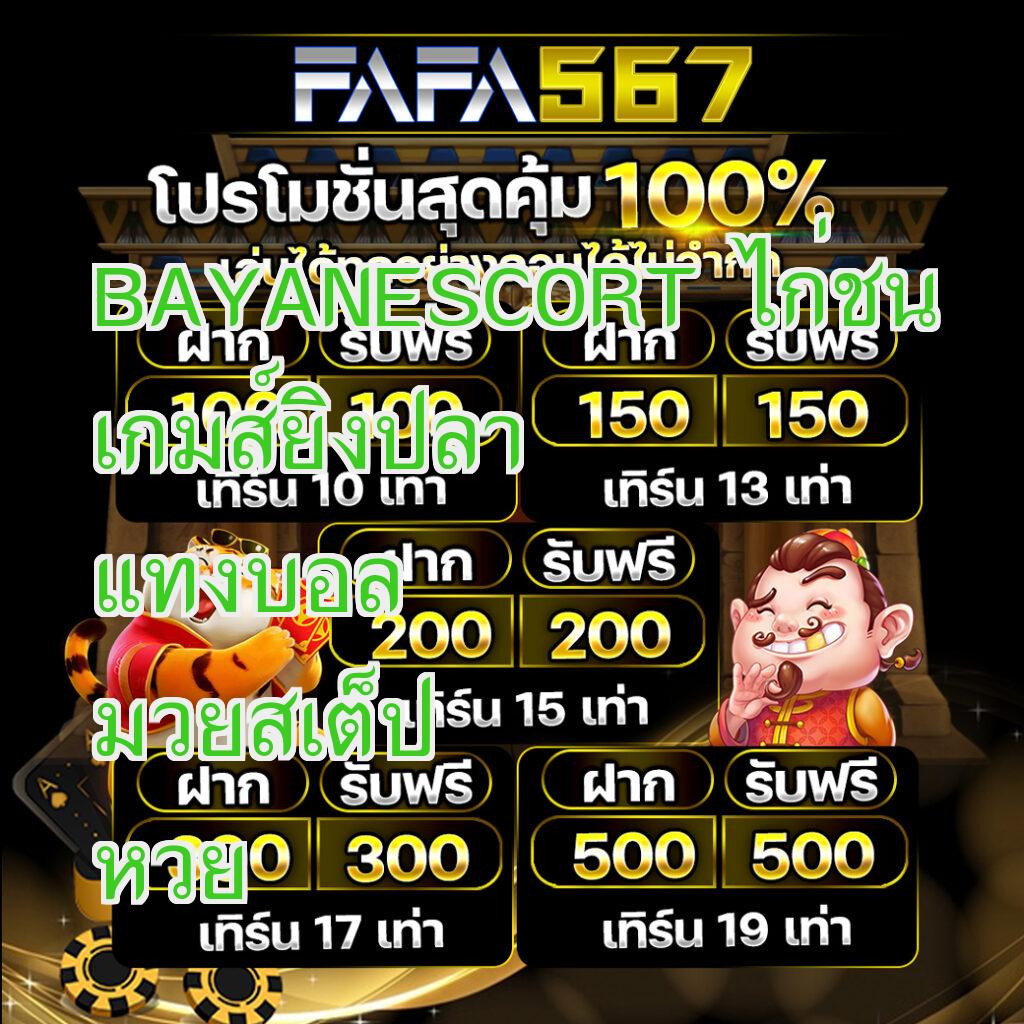 FAFA567
โปรโมชั่นสุดคุ้ม 100%
BAYANESCORT ไก่ชน
ฝาก รับฟรี ฝาก รับฟรี
100 100 150 150
เกมส์ยิงปลา
เทิร์น 10 เท่า เทิร์น 13 เท่า
ฝาก รับฟรี
แทงบอล
200 200
มวยสเต็ป
เทิร์น 15 เท่า
ฝาก รับฟรี ฝาก รับฟรี
300 300 500 500
หวย
เทิร์น 17 เท่า เทิร์น 19 เท่า
A